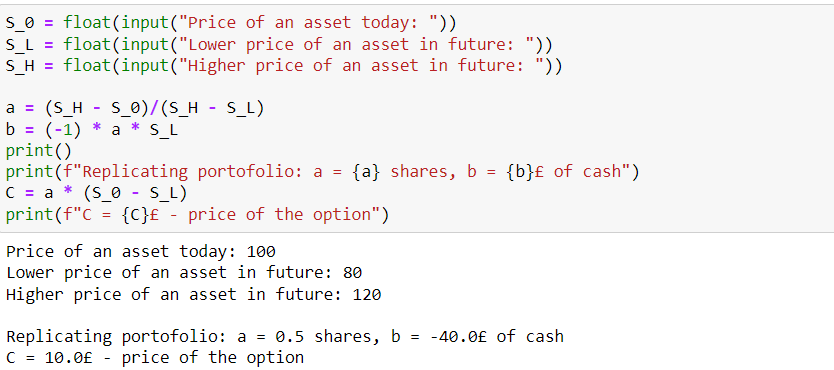 S_0 = float(input("Price of an asset today: "))
S_L = float(input("Lower price of an asset in future: "))
S_H = float(input("Higher price of an asset in future: "))
a = (S_H - S_0)/(S_H - S_L)
b = (-1) * a * S_L
print()
print(f"Replicating portofolio: a = {a} shares, b = {b}£ of cash")
C = a * (S_0 - S_L)
print(f"C = {C}£ - price of the option")
Price of an asset today: 100
Lower price of an asset in future: 80
Higher price of an asset in future: 120
Replicating portofolio: a = 0.5 shares, b = -40.0£ of cash
C = 10.0£ - price of the option